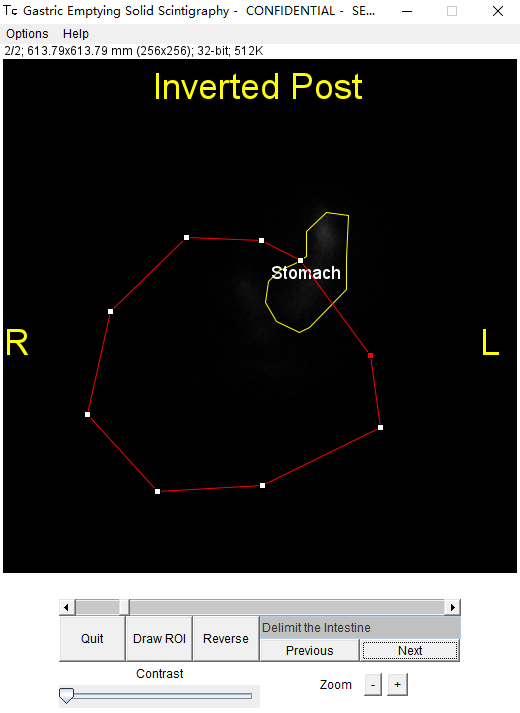 Gastric Emptying Solid Scintigraphy - CONFIDENTIAL - SE...
Options Help
2/2; 613.79x613.79 mm (256x256); 32-bit; 512K
Inverted Post
Stomach
R L
Delimit the Intestine
Quit Draw ROI Reverse Previous Next
Contrast
Zoom - +